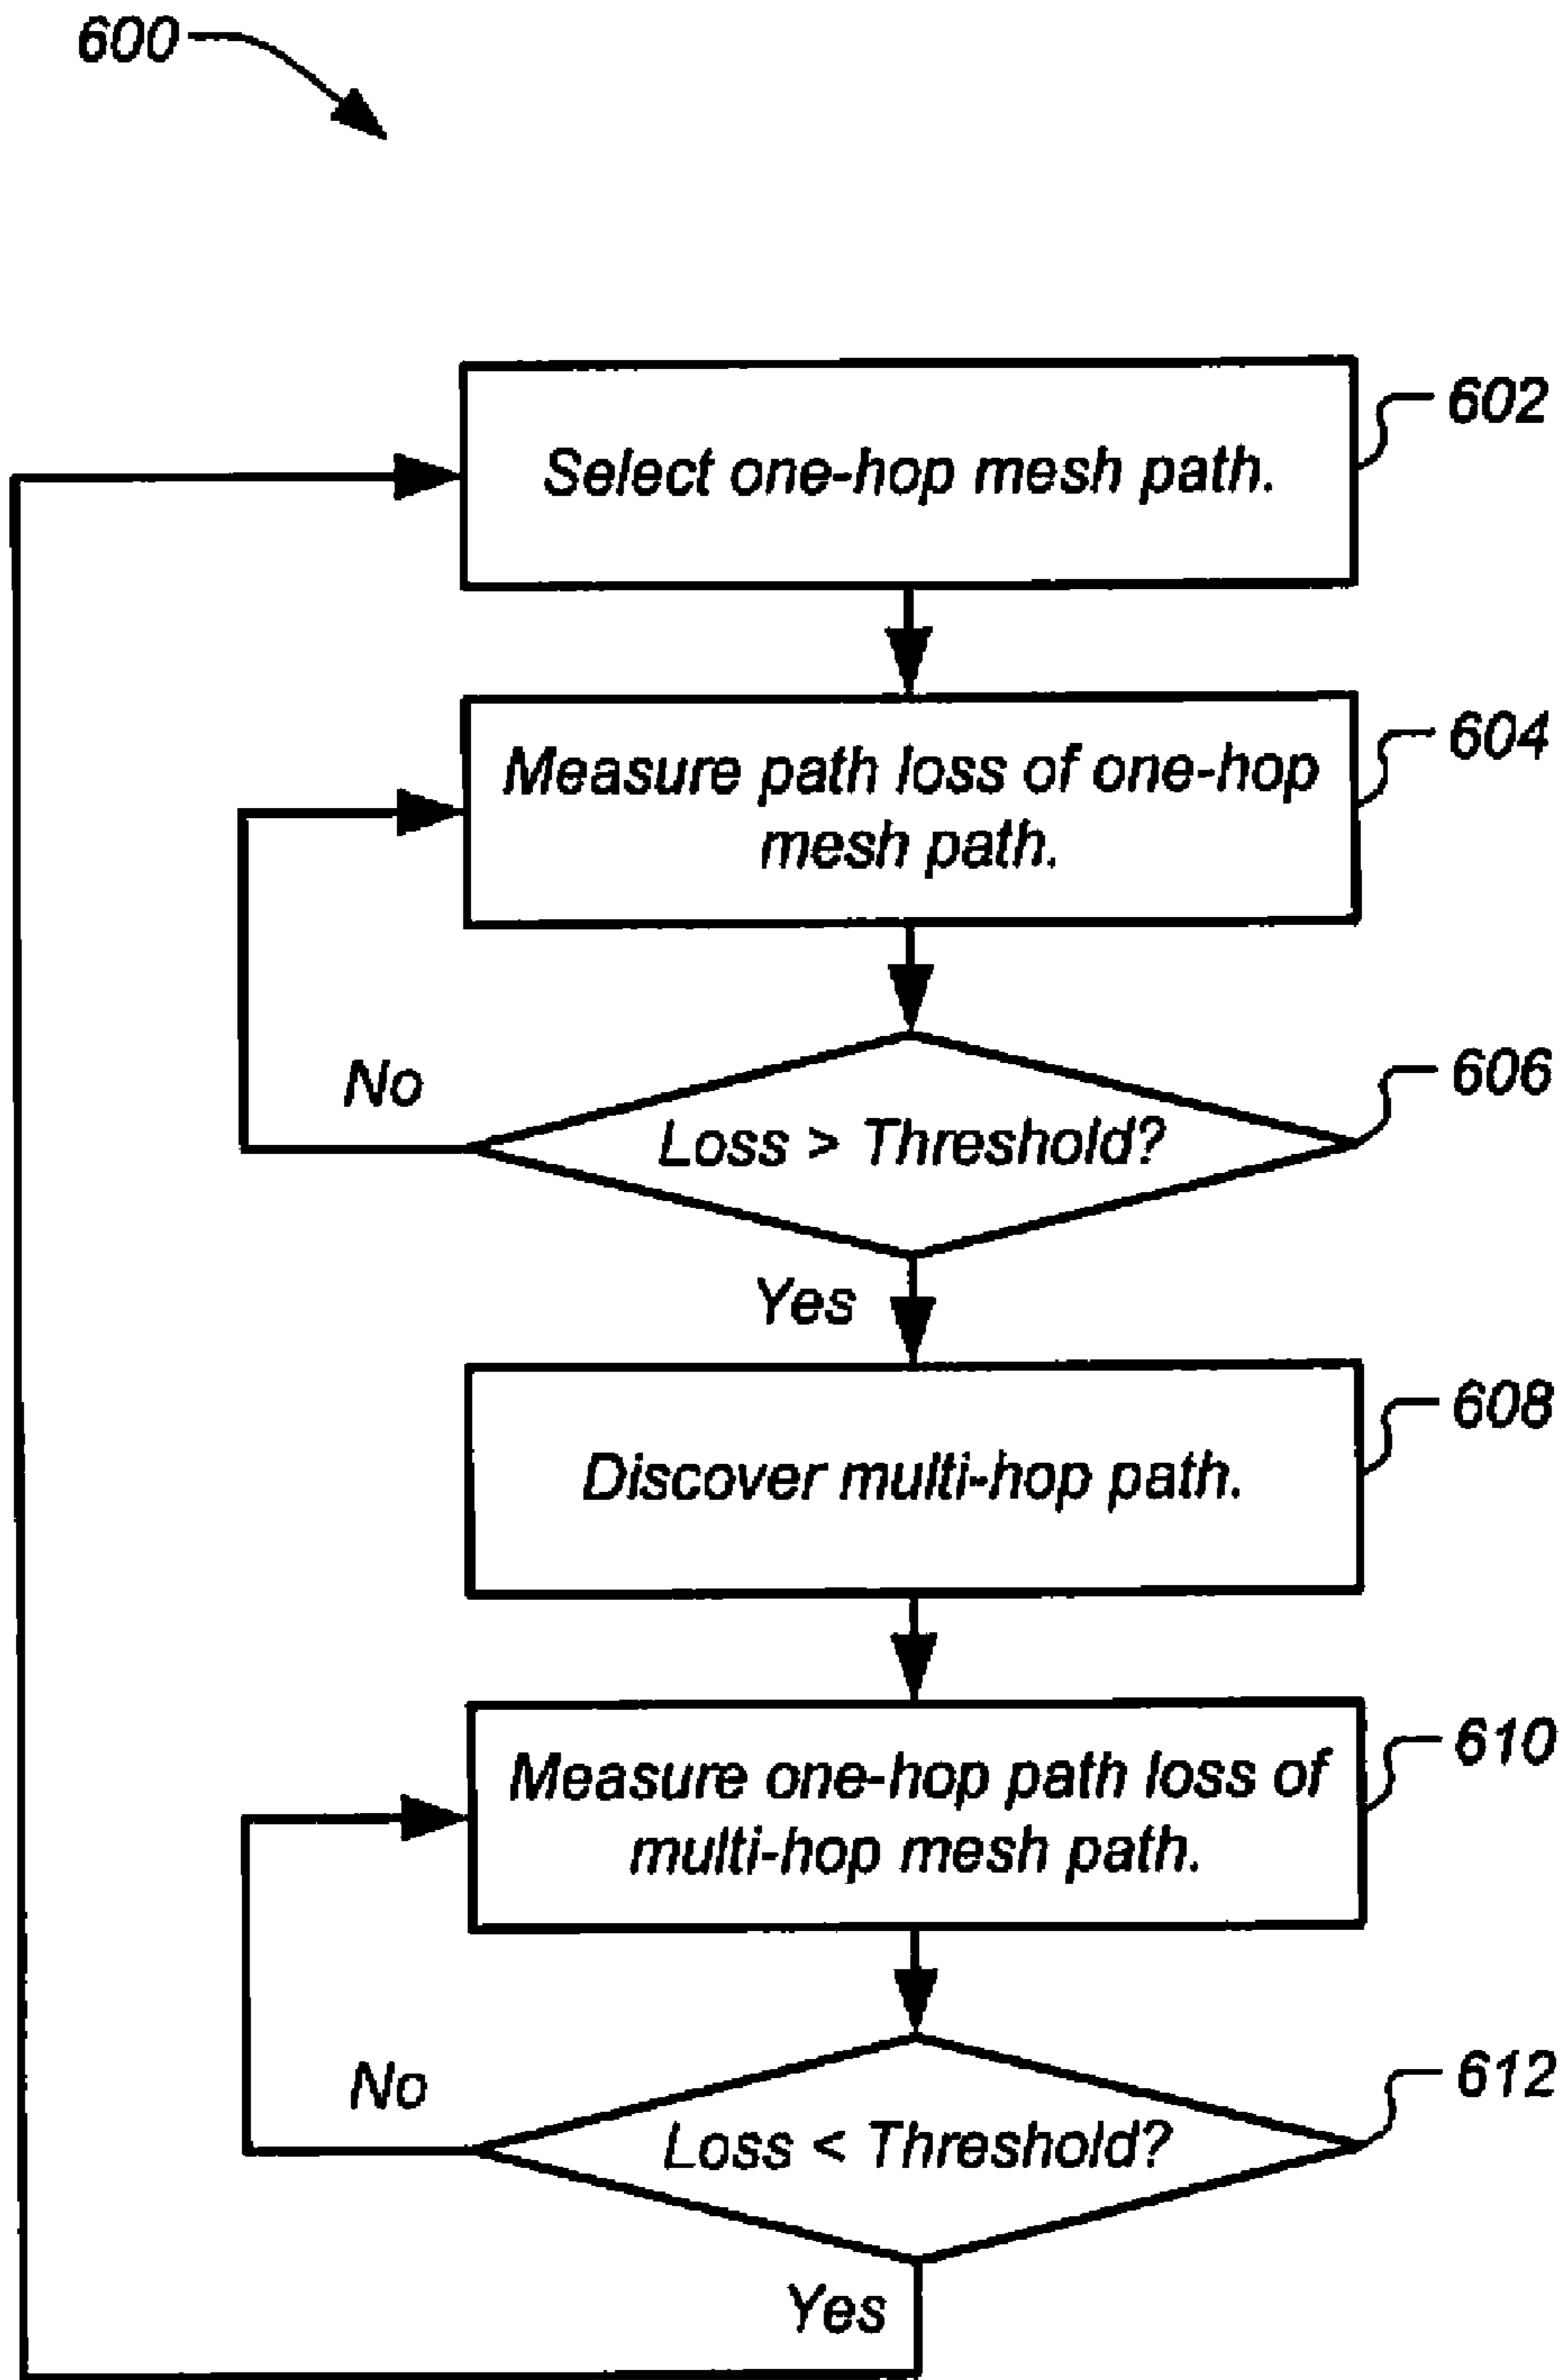 600
602
Select one-hop mesh path.
604
Measure path loss of one-hop
mesh path.
606
No
Loss > Threshold?
Yes
608
Discover multi-hop path.
610
Measure one-hop path loss of
multi-hop mesh path.
612
No
Loss < Threshold?
Yes